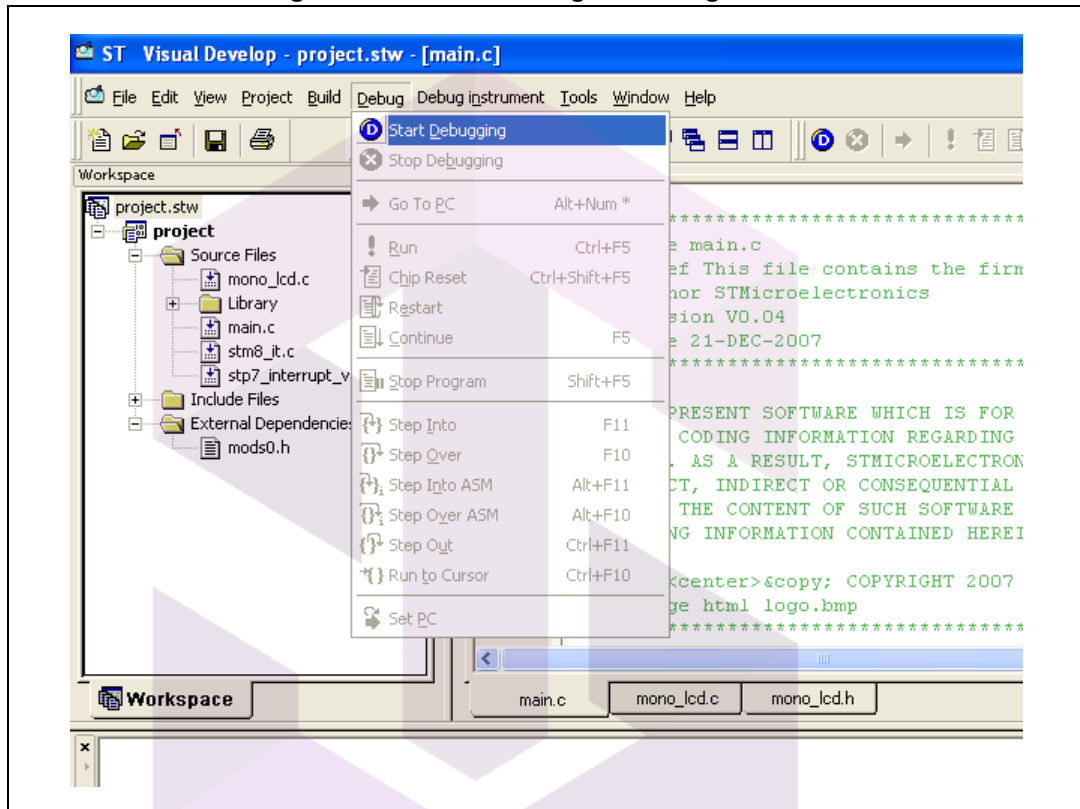 ST Visual Develop - project.stw - [main.c]
File Edit View Project Build Debug Debug instrument Tools Window Help
Start Debugging
Stop Debugging
Go To PC Alt+Num *
Run Ctrl+F5
Chip Reset Ctrl+Shift+F5
Restart
Continue F5
Stop Program Shift+F5
Step Into F11
Step Over F10
Step Into ASM Alt+F11
Step Over ASM Alt+F10
Step Out Ctrl+F11
Run to Cursor Ctrl+F10
Set PC
Workspace
project.stw
project
Source Files
mono_lcd.c
Library
main.c
stm8_it.c
stp7_interrupt_v
Include Files
External Dependencie
mods0.h
*****************************
e main.c
ef This file contains the firm
hor STMicroelectronics
sion V0.04
e 21-DEC-2007
*****************************
PRESENT SOFTWARE WHICH IS FOR
CODING INFORMATION REGARDING
. AS A RESULT, STMICROELECTRON
CT, INDIRECT OR CONSEQUENTIAL
THE CONTENT OF SUCH SOFTWARE
NG INFORMATION CONTAINED HEREI
<center>&copy; COPYRIGHT 2007
ge html logo.bmp
*****************************
Workspace
main.c mono_lcd.c mono_lcd.h